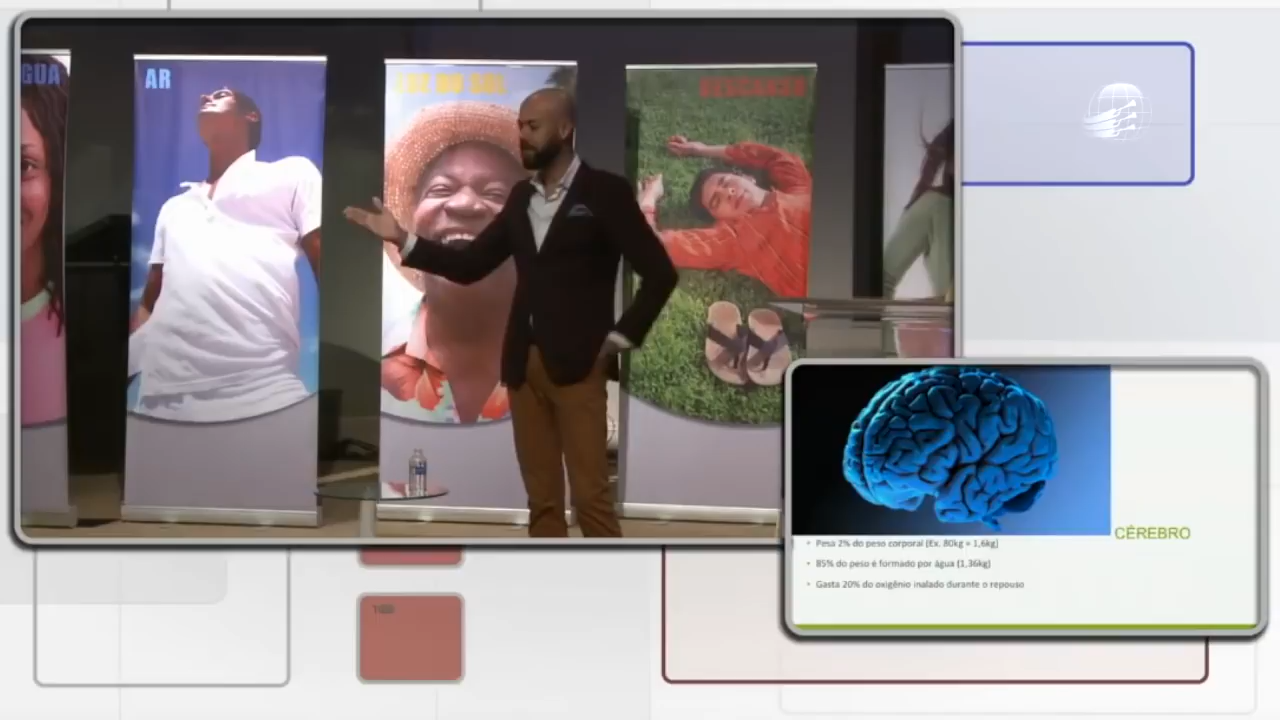 GUA
AR
LUZ DO SOL
DESCANSO
CÉREBRO
• Pesa 2% do peso corporal (Ex. 80kg = 1,6kg)
• 85% do peso é formado por água (1,36kg)
• Gasta 20% do oxigênio inalado durante o repouso